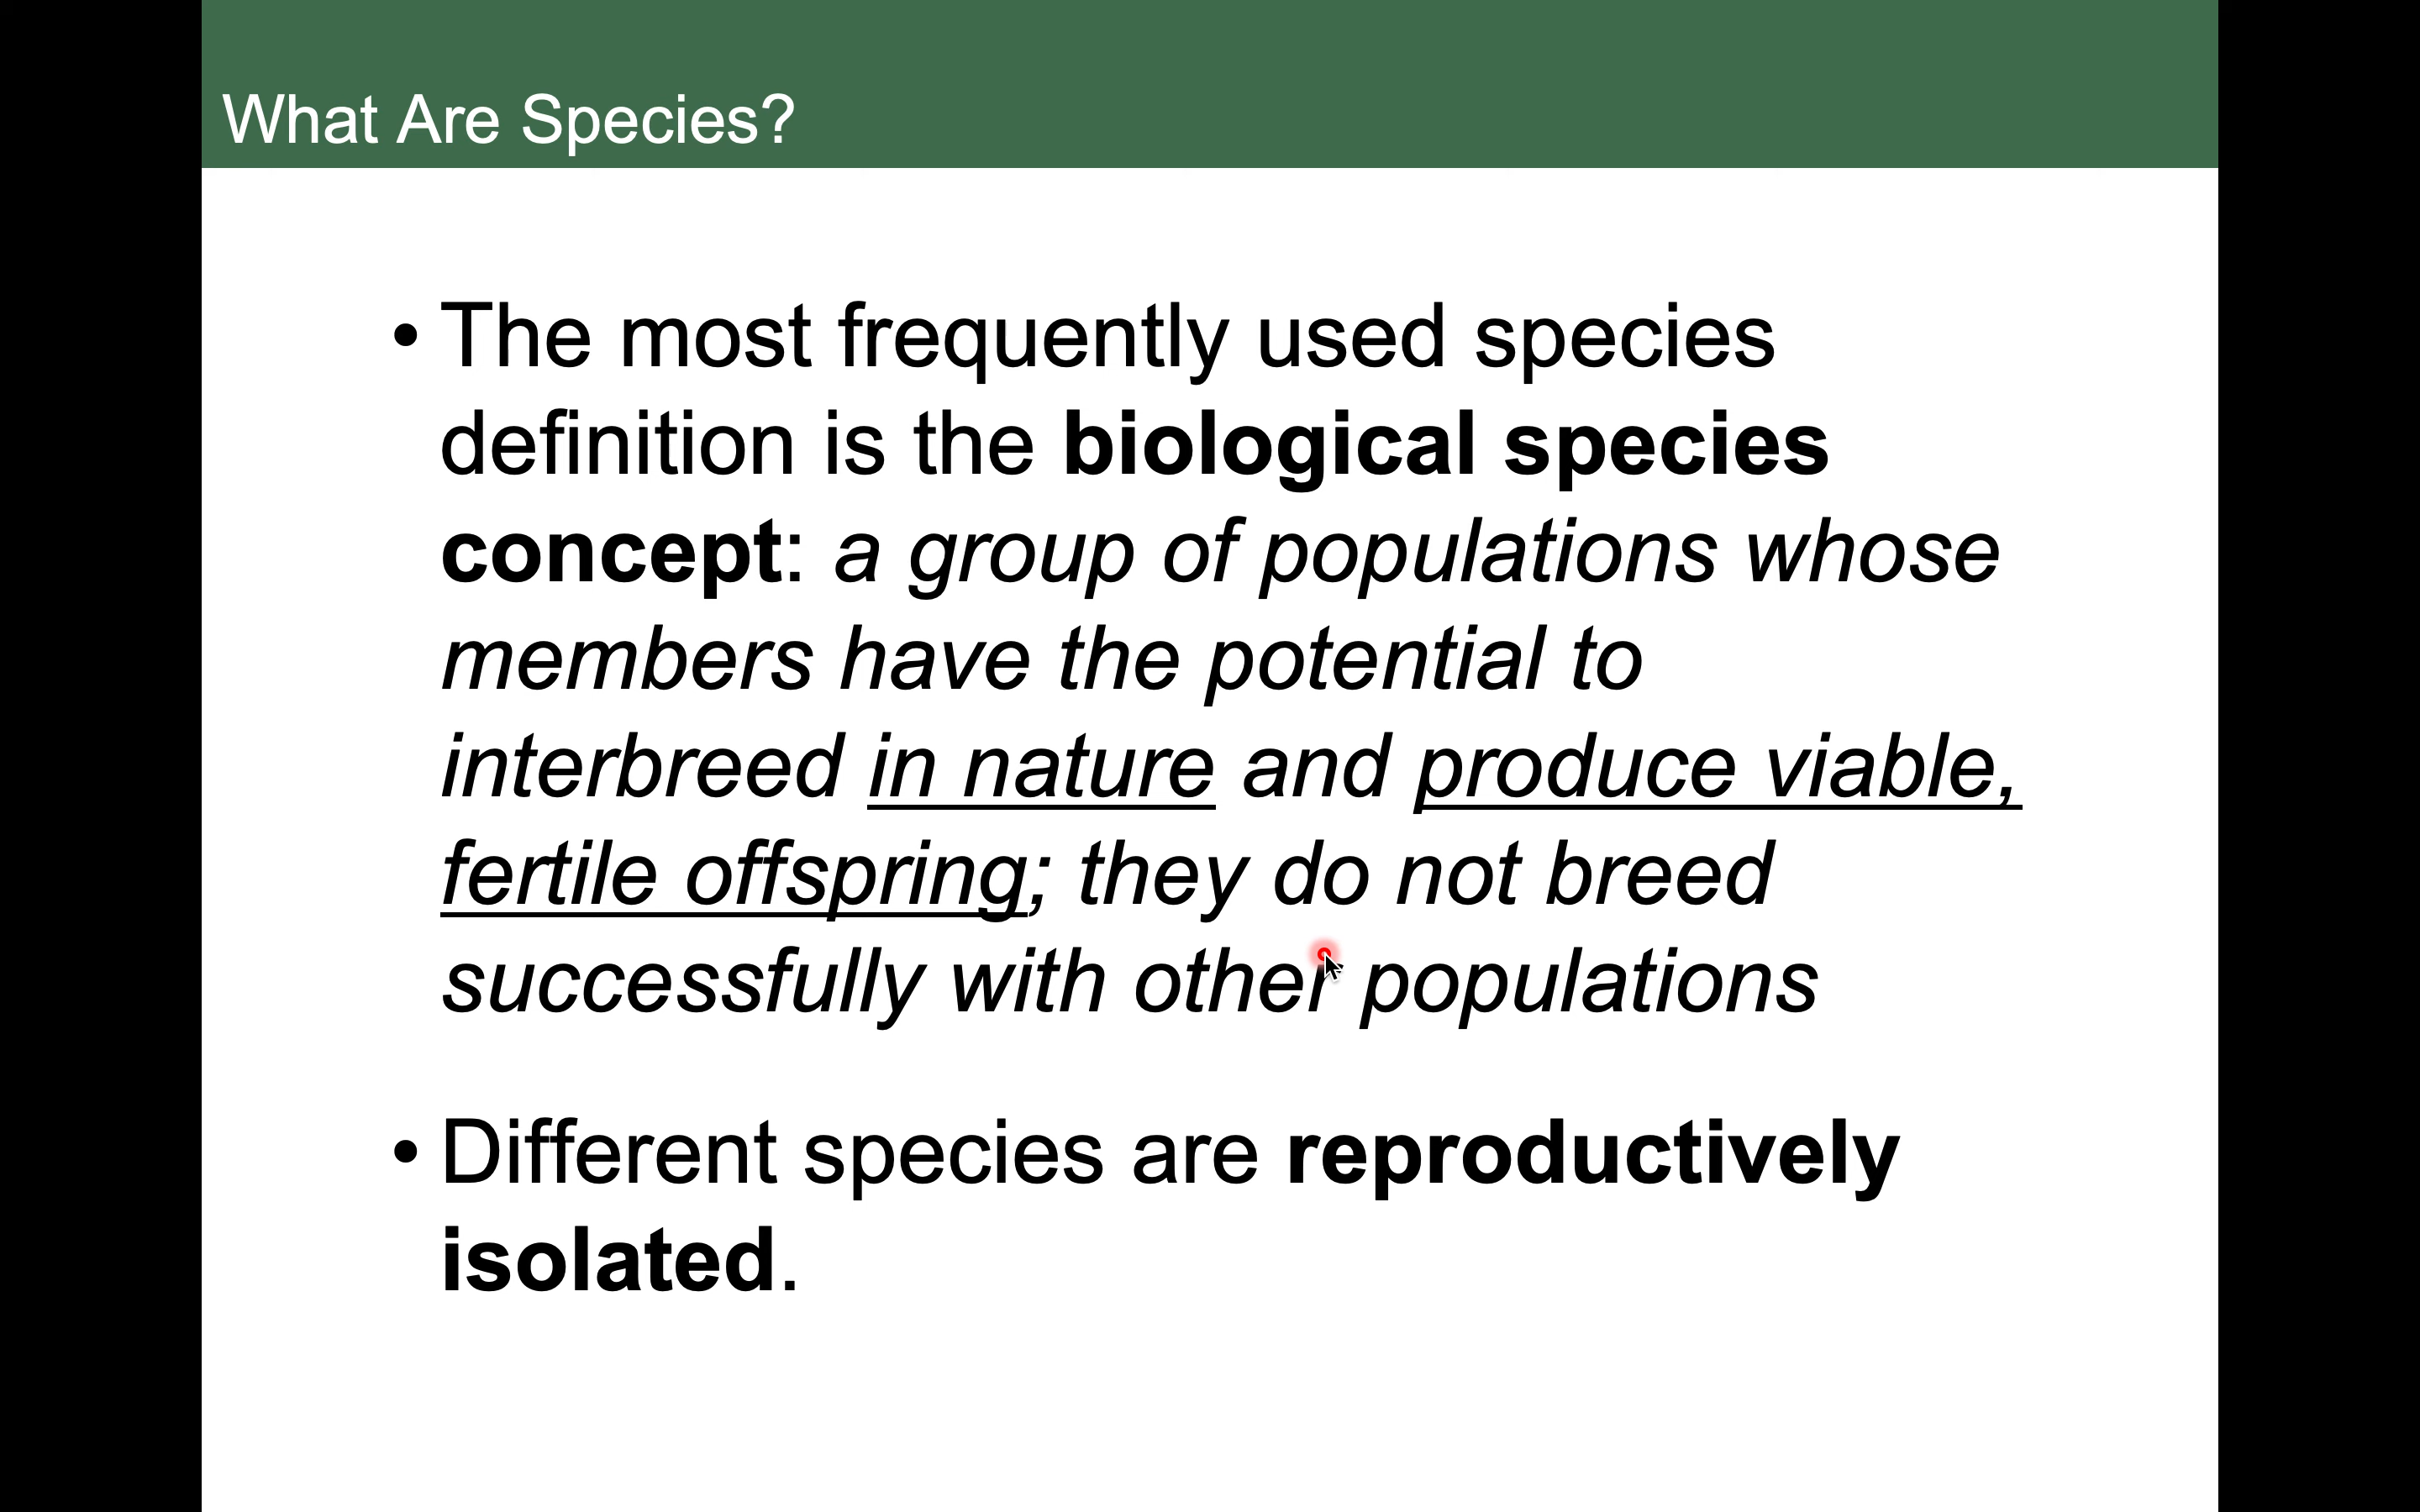 What Are Species?
• The most frequently used species
definition is the biological species
concept: a group of populations whose
members have the potential to
interbreed in nature and produce viable,
fertile offspring; they do not breed
successfully with other populations
• Different species are reproductively
isolated.